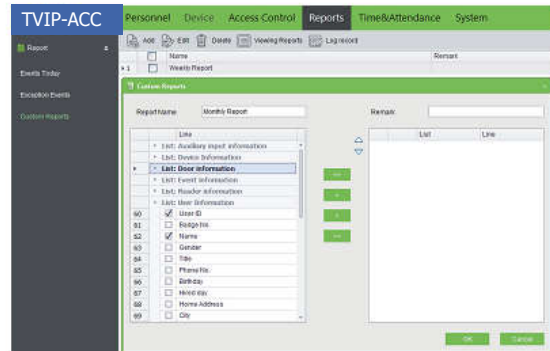 TVIP-ACC
Personnel Device Access Control Reports Time&Attendance System
Report
Add Edit Delete Viewing Reports Log record
Name Remark
1 Weekly Report
Events Today
Exception Events
Custom Reports
Custom Reports
Report Name: Monthly Report Remark:
Line
List Line
List: Auxiliary input information
List: Device Information
List: Door information
List: Event information
List: Reader information
List: User Information
60 User ID
61 Badge No.
62 Name
63 Gender
64 Title
65 Phone No.
66 Birthday
67 Hired day
68 Home Address
69 City
OK Cancel